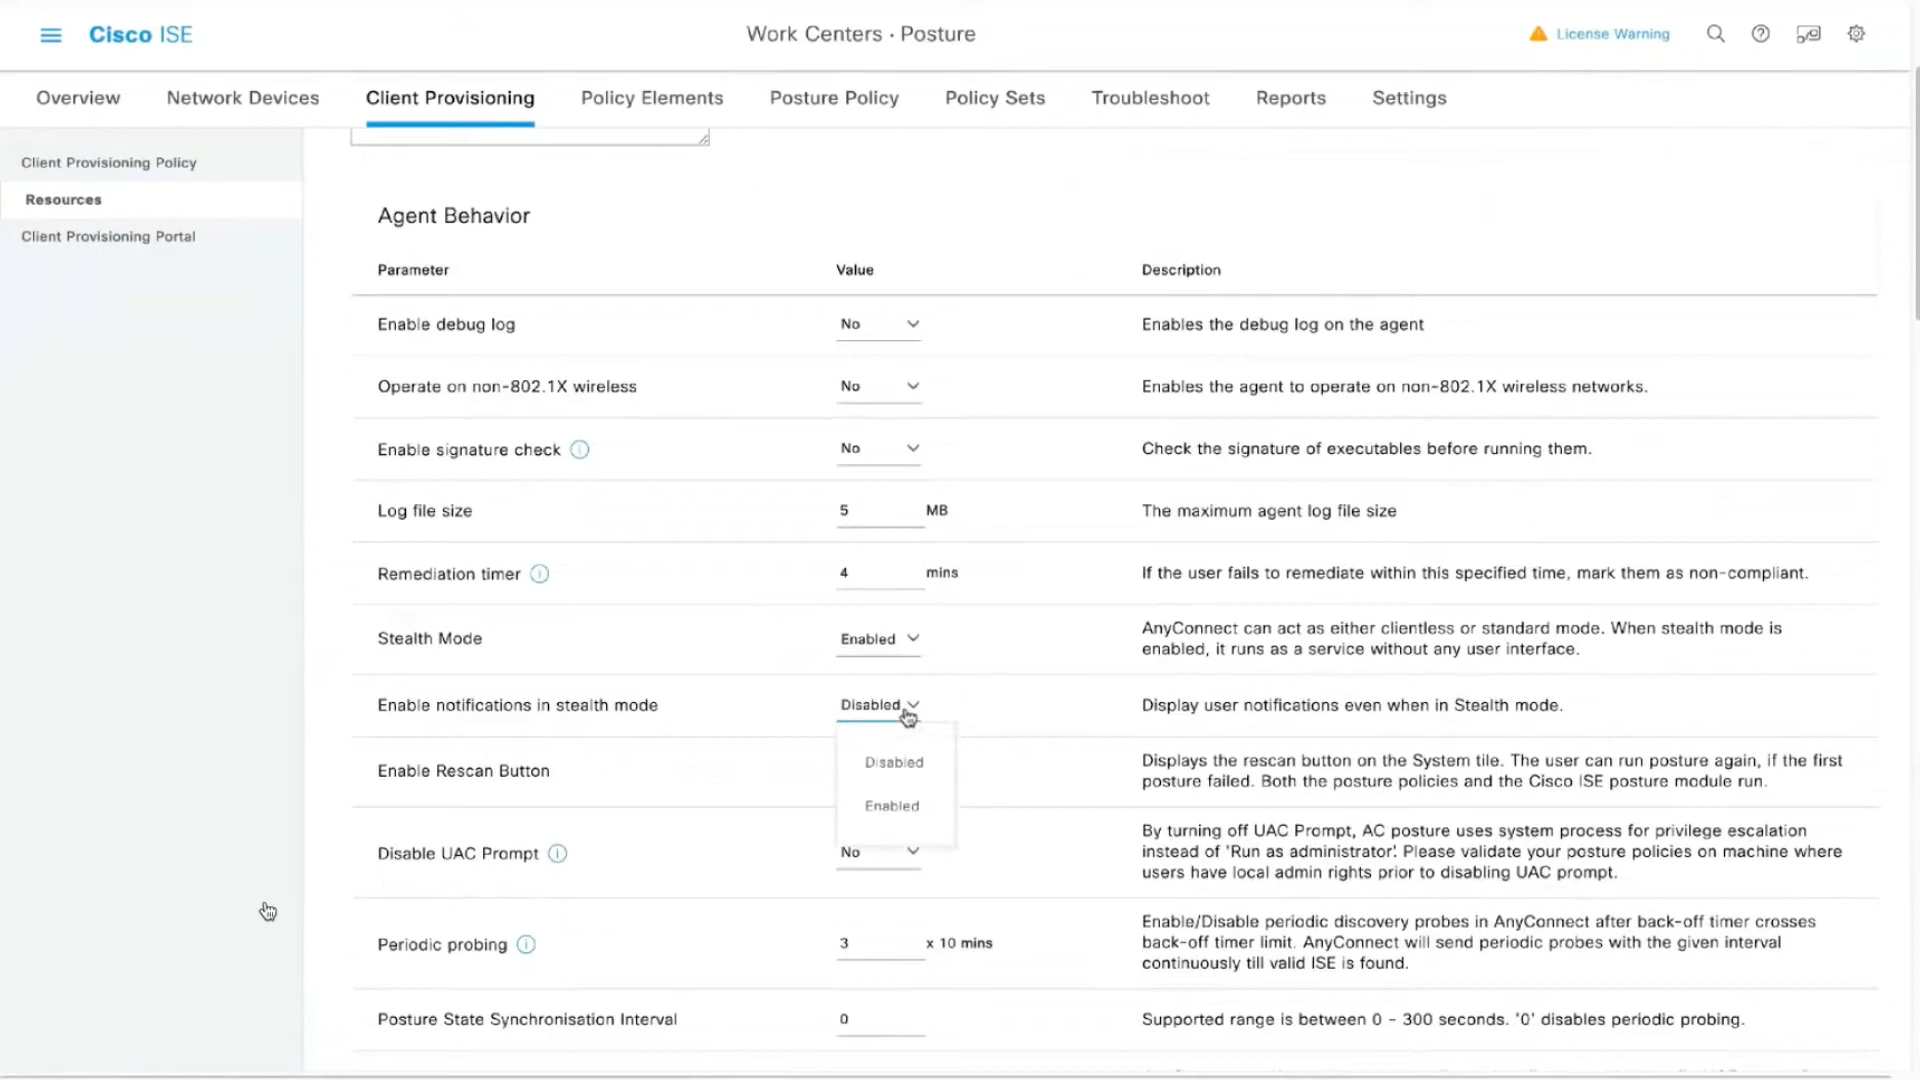 Cisco ISE
Work Centers · Posture
License Warning
Overview
Network Devices
Client Provisioning
Policy Elements
Posture Policy
Policy Sets
Troubleshoot
Reports
Settings
Client Provisioning Policy
Resources
Client Provisioning Portal
Agent Behavior
Parameter
Value
Description
Enable debug log
No
Enables the debug log on the agent
Operate on non-802.1X wireless
No
Enables the agent to operate on non-802.1X wireless networks.
Enable signature check
No
Check the signature of executables before running them.
Log file size
5 MB
The maximum agent log file size
Remediation timer
4 mins
If the user fails to remediate within this specified time, mark them as non-compliant.
Stealth Mode
Enabled
AnyConnect can act as either clientless or standard mode. When stealth mode is
enabled, it runs as a service without any user interface.
Enable notifications in stealth mode
Disabled
Display user notifications even when in Stealth mode.
Disabled
Enabled
Enable Rescan Button
Displays the rescan button on the System tile. The user can run posture again, if the first
posture failed. Both the posture policies and the Cisco ISE posture module run.
Disable UAC Prompt
No
By turning off UAC Prompt, AC posture uses system process for privilege escalation
instead of 'Run as administrator'. Please validate your posture policies on machine where
users have local admin rights prior to disabling UAC prompt.
Periodic probing
3 x 10 mins
Enable/Disable periodic discovery probes in AnyConnect after back-off timer crosses
back-off timer limit. AnyConnect will send periodic probes with the given interval
continuously till valid ISE is found.
Posture State Synchronisation Interval
0
Supported range is between 0 - 300 seconds. '0' disables periodic probing.